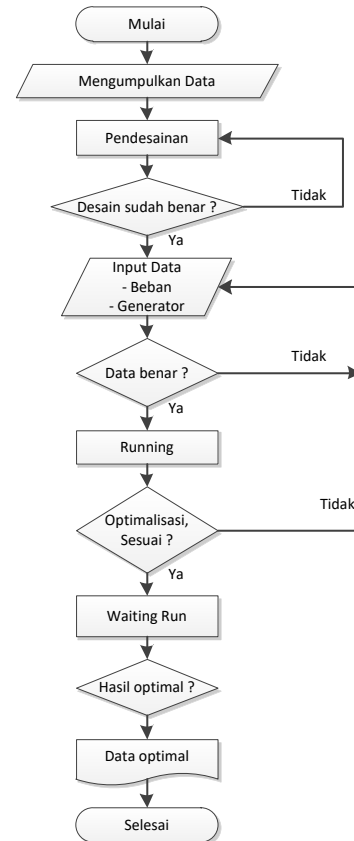 Mulai
Mengumpulkan Data
Pendesainan
Desain sudah benar ?
Tidak
Ya
Input Data
- Beban
- Generator
Data benar ?
Tidak
Ya
Running
Optimalisasi,
Sesuai ?
Tidak
Ya
Waiting Run
Hasil optimal ?
Data optimal
Selesai